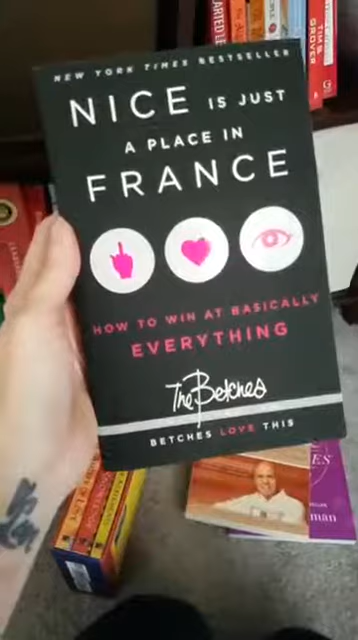 NEW YORK TIMES BESTSELLER
NICE IS JUST
A PLACE IN
FRANCE
HOW TO WIN AT BASICALLY
EVERYTHING
The Betches
BETCHES LOVE THIS